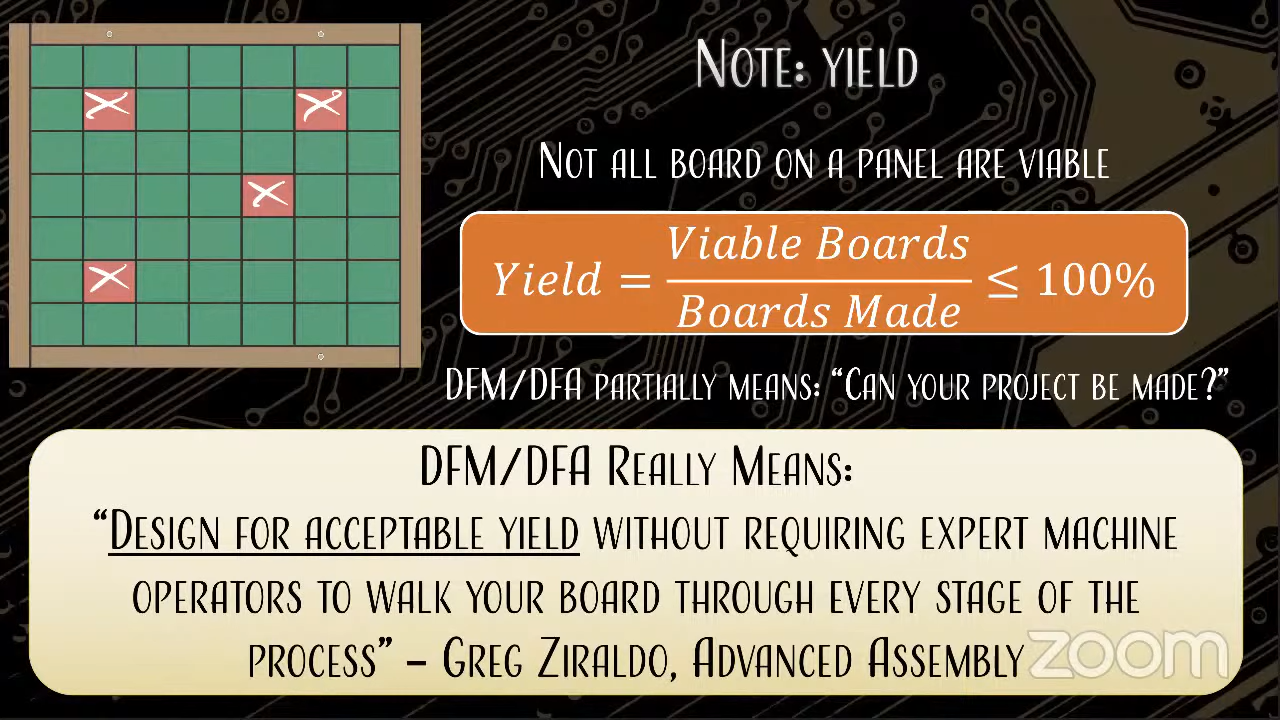 Note: yield
Not all board on a panel are viable
Yield = Viable Boards / Boards Made ≤ 100%
DFM/DFA partially means: “Can your project be made?”
DFM/DFA Really Means:
“Design for acceptable yield without requiring expert machine
operators to walk your board through every stage of the
process” – Greg Ziraldo, Advanced Assembly
zoom